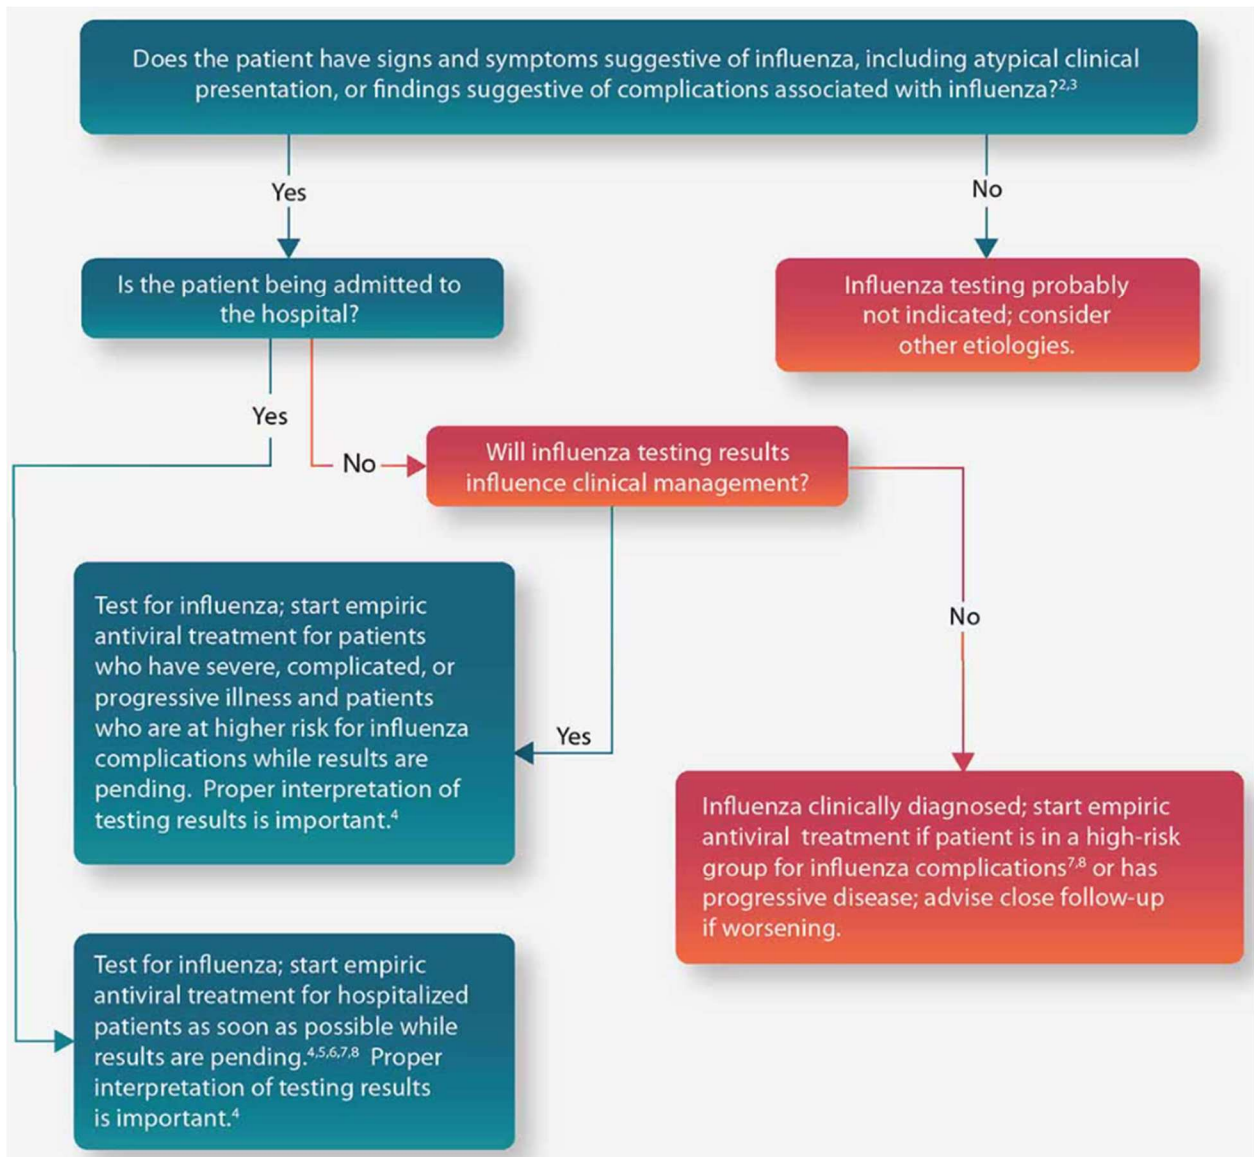 Does the patient have signs and symptoms suggestive of influenza, including atypical clinical
presentation, or findings suggestive of complications associated with influenza?2,3
Yes
No
Is the patient being admitted to
the hospital?
Influenza testing probably
not indicated; consider
other etiologies.
Yes
No
Will influenza testing results
influence clinical management?
Test for influenza; start empiric
antiviral treatment for patients
who have severe, complicated, or
progressive illness and patients
who are at higher risk for influenza
complications while results are
pending. Proper interpretation of
testing results is important.4
Yes
No
Influenza clinically diagnosed; start empiric
antiviral treatment if patient is in a high-risk
group for influenza complications7,8 or has
progressive disease; advise close follow-up
if worsening.
Test for influenza; start empiric
antiviral treatment for hospitalized
patients as soon as possible while
results are pending.4,5,6,7,8 Proper
interpretation of testing results
is important.4